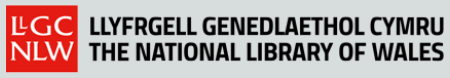 LLGC
NLW
LLYFRGELL GENEDLAETHOL CYMRU
THE NATIONAL LIBRARY OF WALES